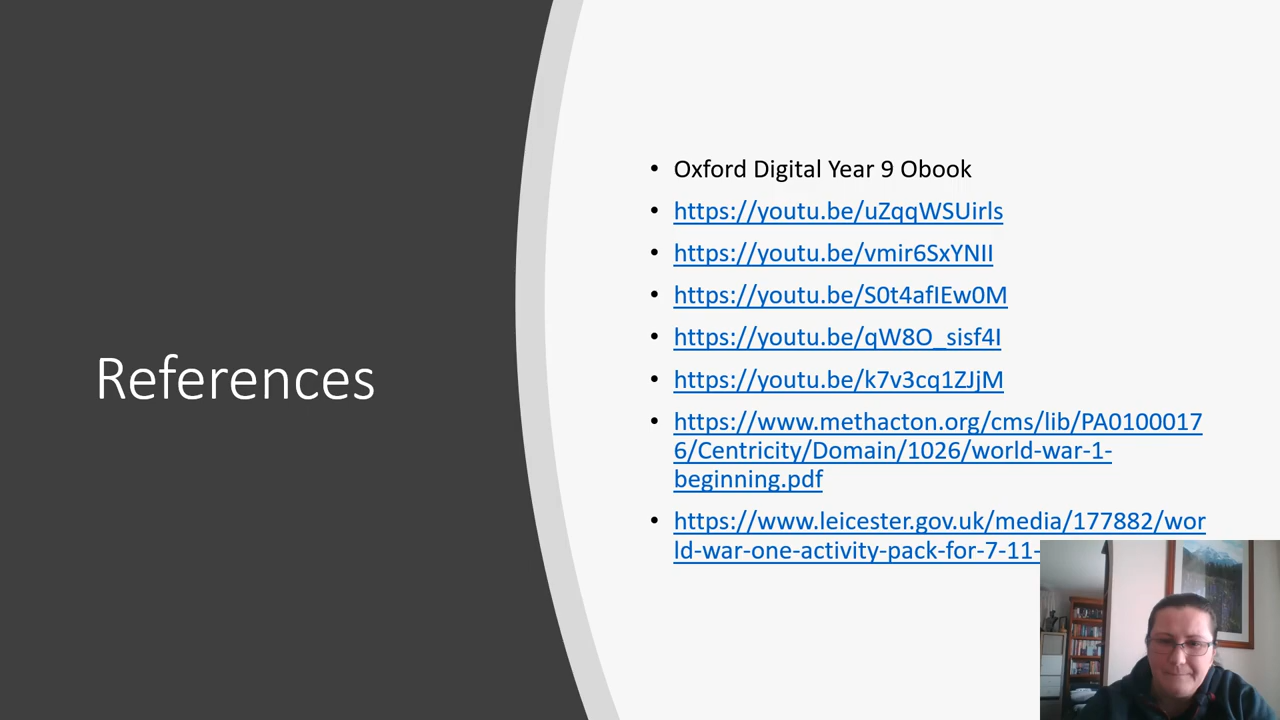 References
Oxford Digital Year 9 Obook
https://youtu.be/uZqqWSUirls
https://youtu.be/vmir6SxYNII
https://youtu.be/S0t4afIEw0M
https://youtu.be/qW8O_sisf4I
https://youtu.be/k7v3cq1ZJjM
https://www.methacton.org/cms/lib/PA0100017
6/Centricity/Domain/1026/world-war-1-
beginning.pdf
https://www.leicester.gov.uk/media/177882/wor
ld-war-one-activity-pack-for-7-11-